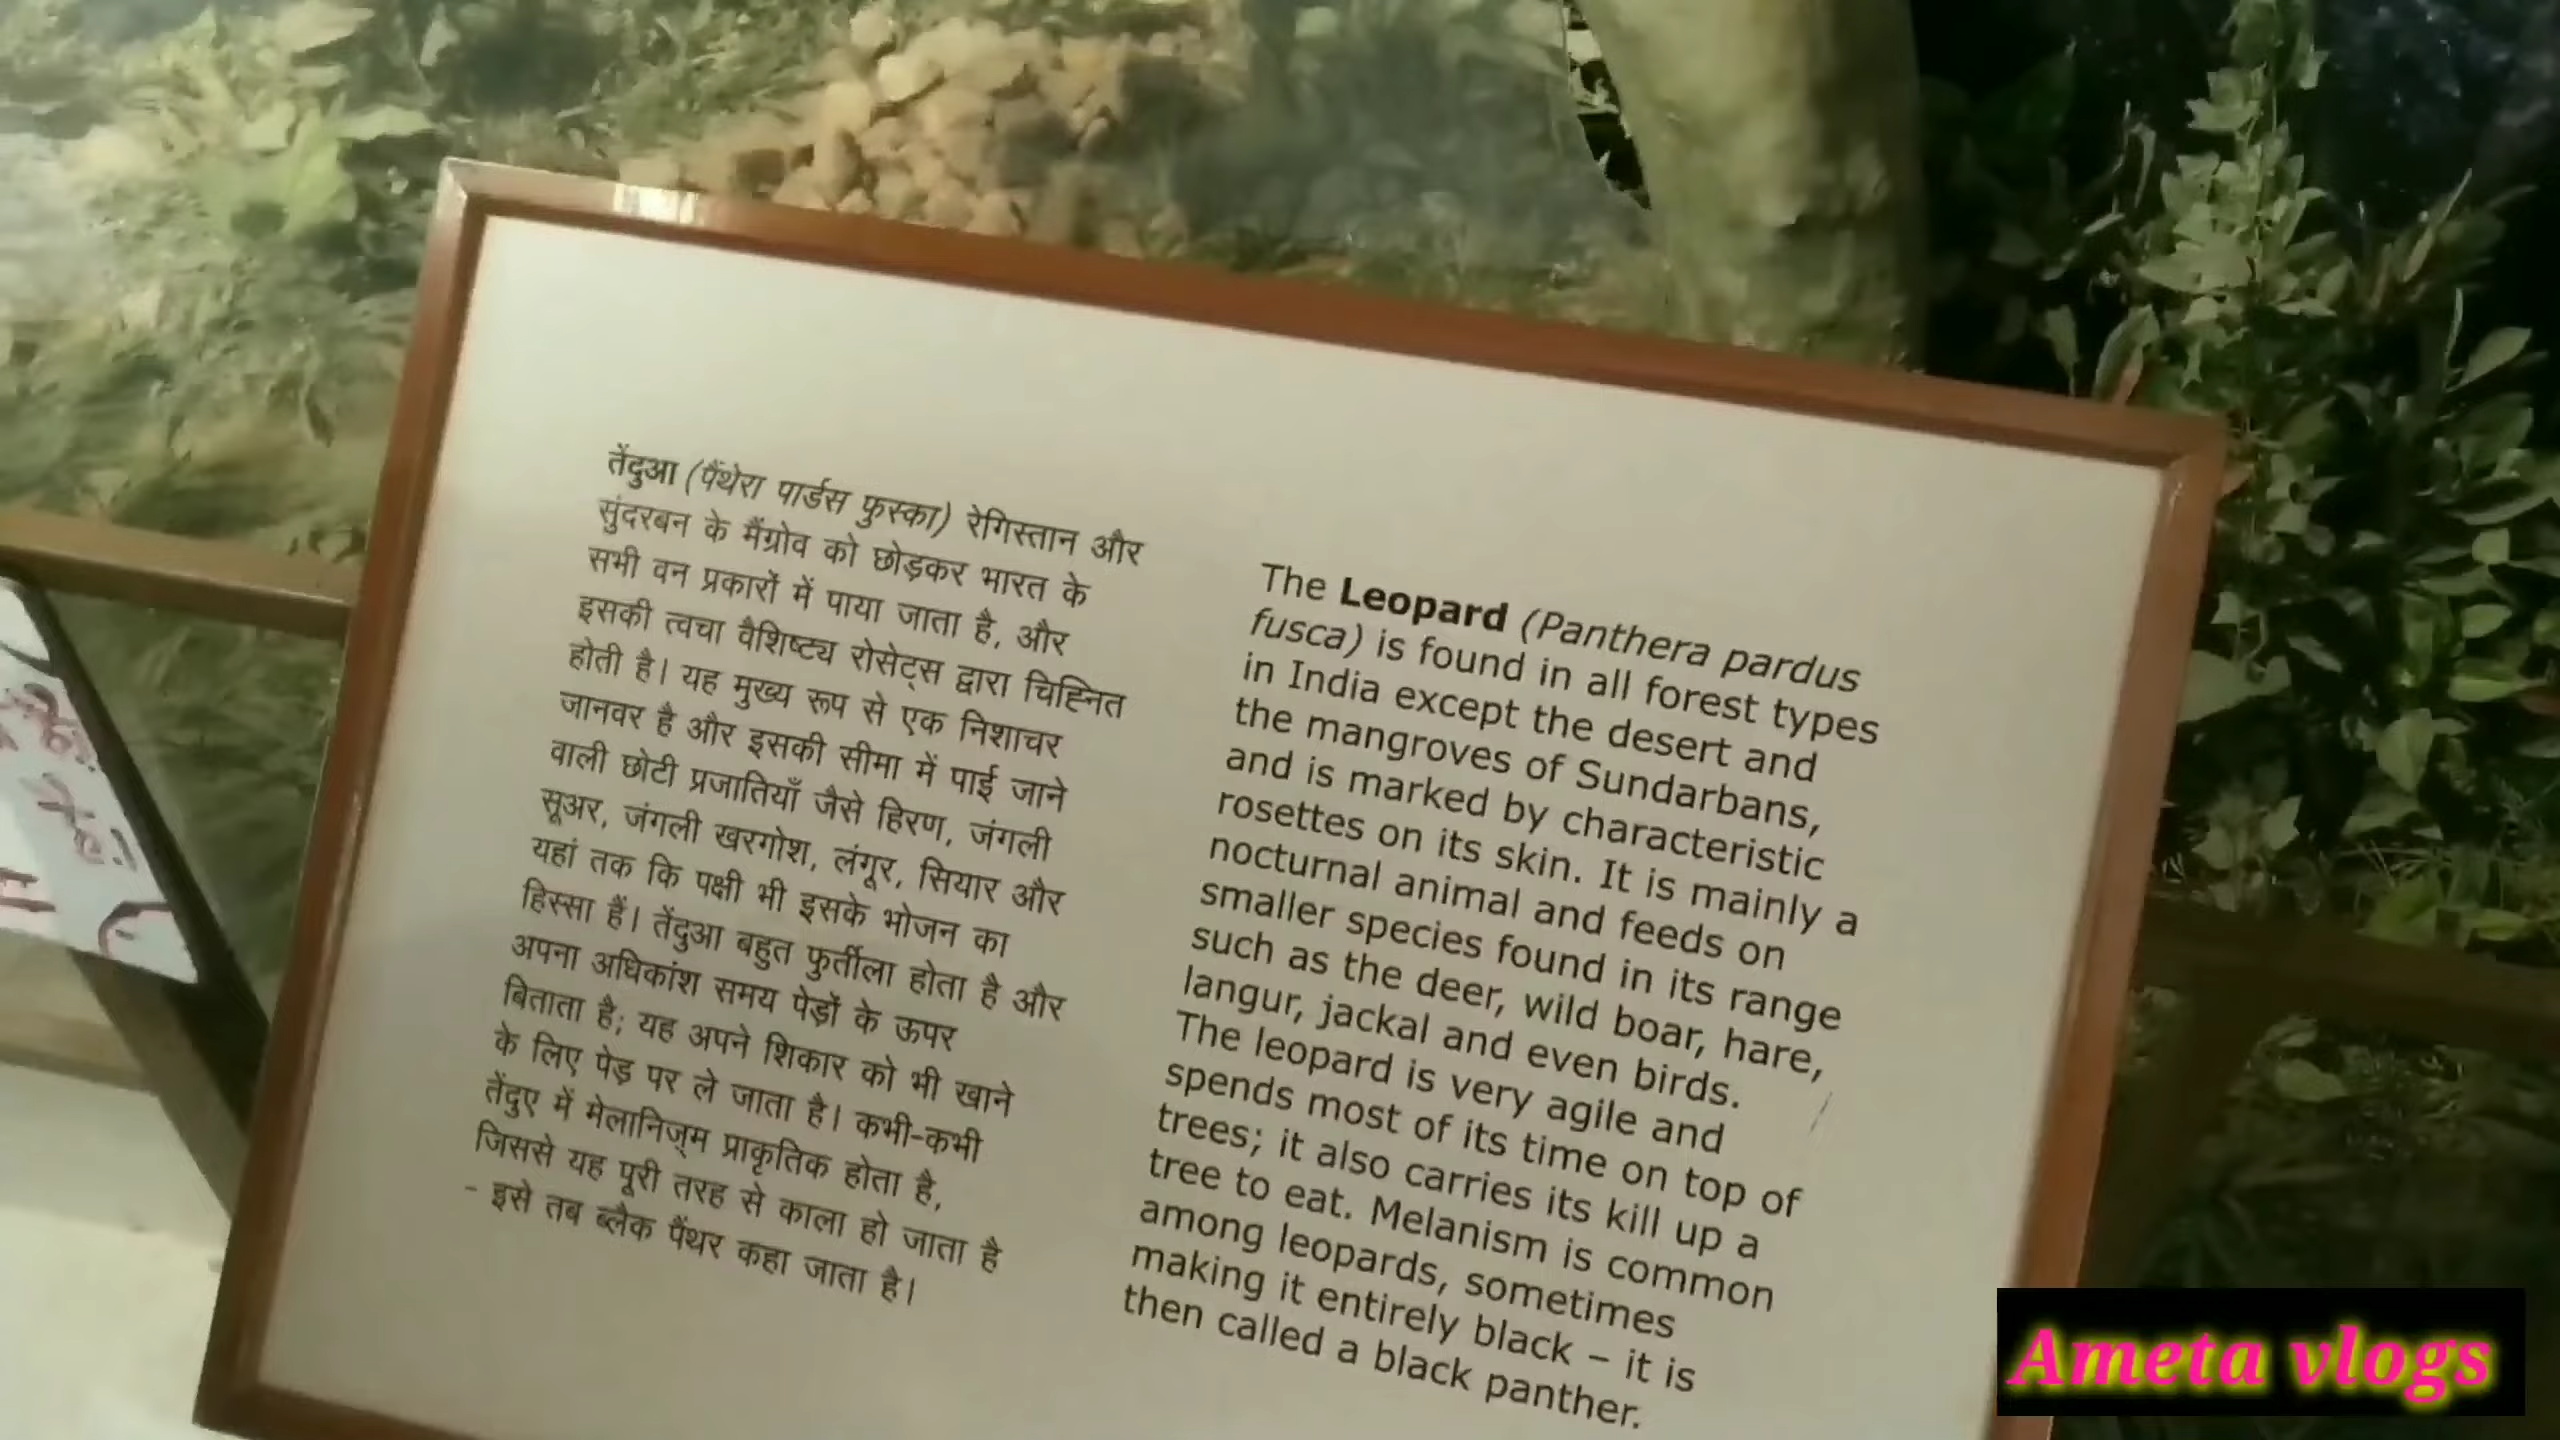 तेंदुआ (पैंथेरा पार्डस फुस्का) रेगिस्तान और
सुंदरबन के मैंग्रोव को छोड़कर भारत के
सभी वन प्रकारों में पाया जाता है, और
इसकी त्वचा वैशिष्ट्य रोसेट्स द्वारा चिह्नित
होती है। यह मुख्य रूप से एक निशाचर
जानवर है और इसकी सीमा में पाई जाने
वाली छोटी प्रजातियाँ जैसे हिरण, जंगली
सूअर, जंगली खरगोश, लंगूर, सियार और
यहां तक कि पक्षी भी इसके भोजन का
हिस्सा हैं। तेंदुआ बहुत फुर्तीला होता है और
अपना अधिकांश समय पेड़ों के ऊपर
बिताता है; यह अपने शिकार को भी खाने
के लिए पेड़ पर ले जाता है। कभी-कभी
तेंदुए में मेलानिज़्म प्राकृतिक होता है,
जिससे यह पूरी तरह से काला हो जाता है
- इसे तब ब्लैक पैंथर कहा जाता है।
The Leopard (Panthera pardus
fusca) is found in all forest types
in India except the desert and
the mangroves of Sundarbans,
and is marked by characteristic
rosettes on its skin. It is mainly a
nocturnal animal and feeds on
smaller species found in its range
such as the deer, wild boar, hare,
langur, jackal and even birds.
The leopard is very agile and
spends most of its time on top of
trees; it also carries its kill up a
tree to eat. Melanism is common
among leopards, sometimes
making it entirely black – it is
then called a black panther.
Ameta vlogs